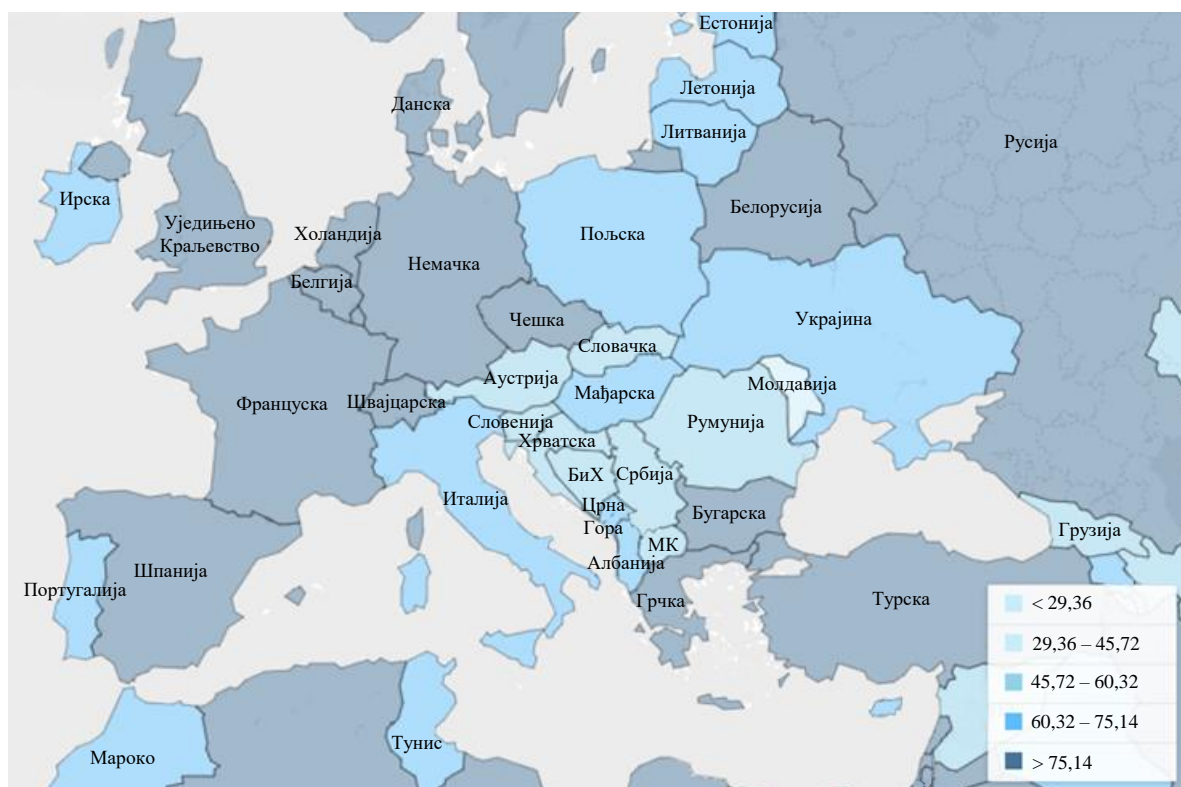 Естонија
Летонија
Литванија
Данска
Русија
Ирска
Белорусија
Уједињено
Краљевство
Холандија
Пољска
Немачка
Белгија
Чешка
Украјина
Словачка
Аустрија
Молдавија
Мађарска
Швајцарска
Француска
Словенија
Румунија
Хрватска
БиХ
Србија
Италија
Црна
Гора
Бугарска
Грузија
МК
Албанија
Шпанија
Португалија
Грчка
Турска
< 29,36
29,36 – 45,72
45,72 – 60,32
60,32 – 75,14
> 75,14
Тунис
Мароко